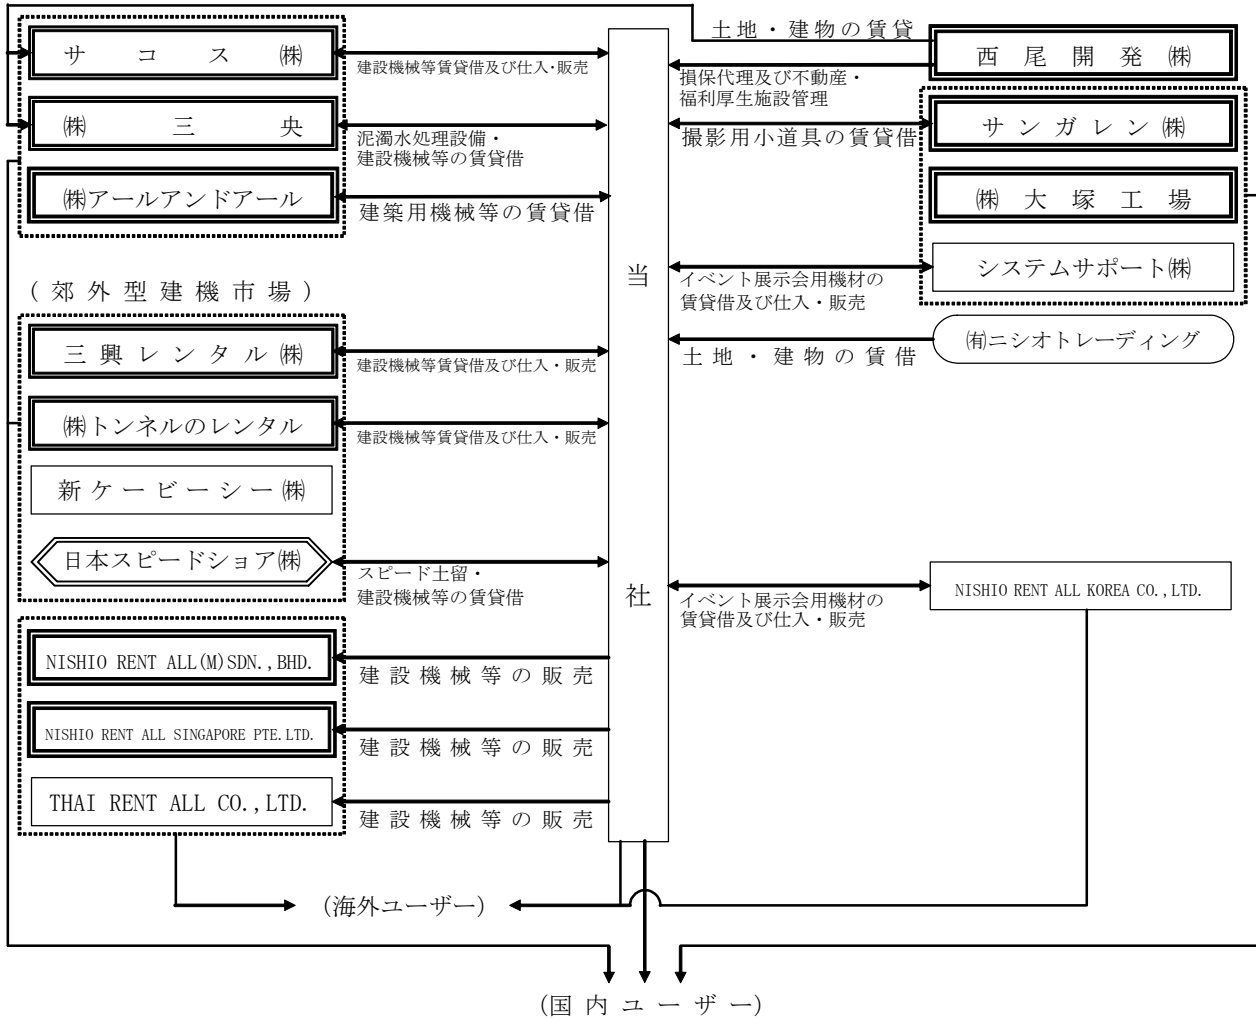 サコス㈱
㈱三央
㈱アールアンドアール
(郊外型建機市場)
三興レンタル㈱
㈱トンネルのレンタル
新ケービーシー㈱
日本スピードショア㈱
NISHIO RENT ALL(M)SDN.,BHD.
NISHIO RENT ALL SINGAPORE PTE.LTD.
THAI RENT ALL CO.,LTD.
建設機械等賃貸借及び仕入・販売
泥濁水処理設備・
建設機械等の賃貸借
建築用機械等の賃貸借
建設機械等賃貸借及び仕入・販売
建設機械等賃貸借及び仕入・販売
スピード土留・
建設機械等の賃貸借
建設機械等の販売
建設機械等の販売
建設機械等の販売
当
社
土地・建物の賃貸
損保代理及び不動産・
福利厚生施設管理
撮影用小道具の賃貸借
イベント展示会用機材の
賃貸借及び仕入・販売
土地・建物の賃借
イベント展示会用機材の
賃貸借及び仕入・販売
西尾開発㈱
サンガレン㈱
㈱大塚工場
システムサポート㈱
㈲ニシオトレーディング
NISHIO RENT ALL KOREA CO.,LTD.
(海外ユーザー)
(国内ユーザー)